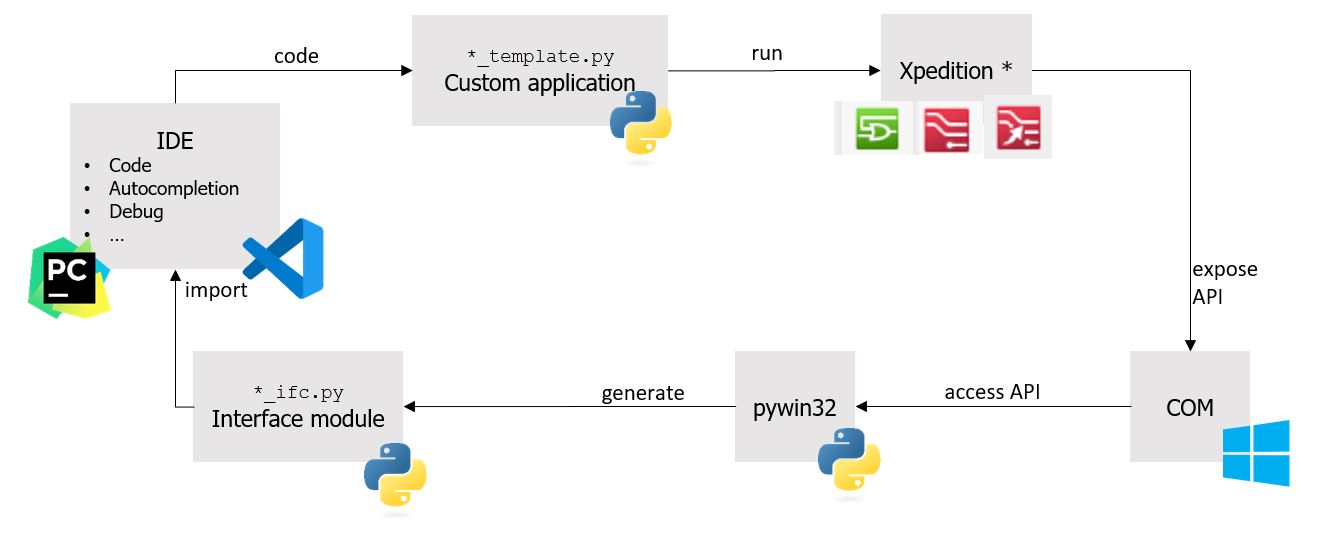 code
*_template.py
Custom application
run
Xpedition *
IDE
• Code
• Autocompletion
• Debug
• ...
PC
import
expose
API
*_ifc.py
Interface module
generate
pywin32
access API
COM